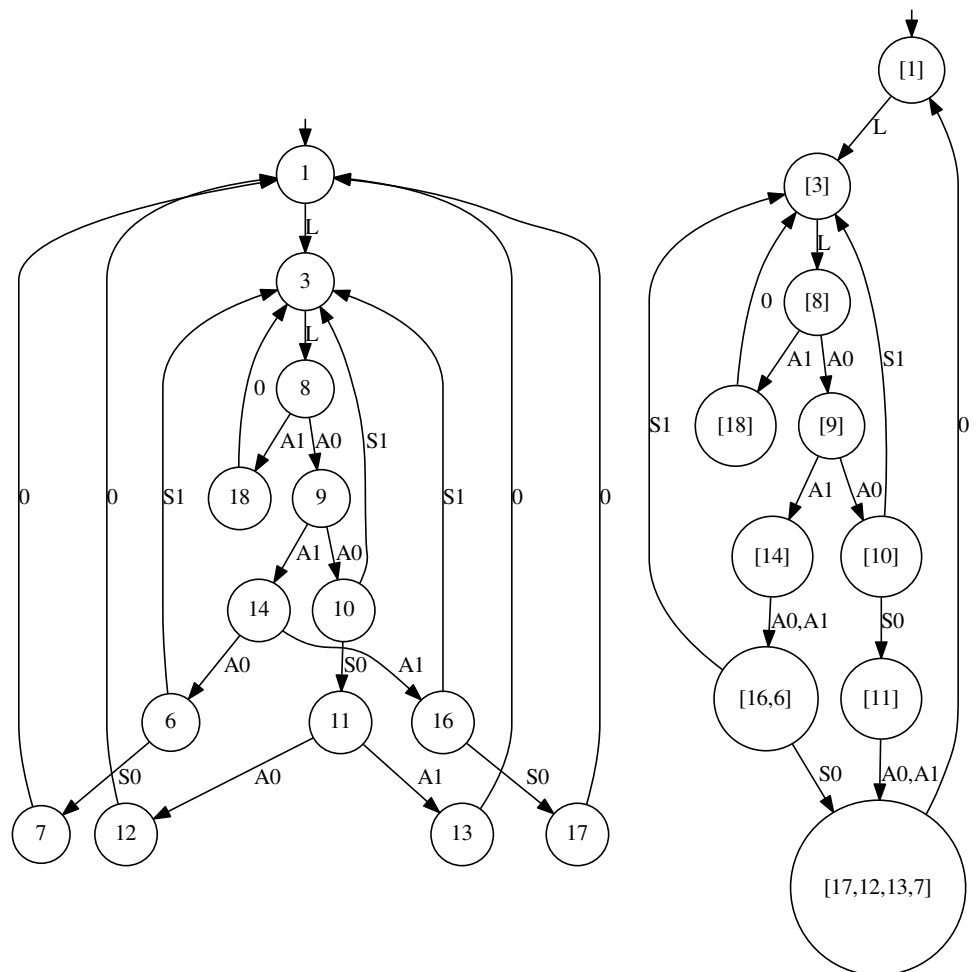 1
L
3
L
8
0
A1
A0
S1
18
9
0
0
S1
S1
0
0
A1
A0
14
10
A0
S0
A1
6
11
16
S0
A0
A1
S0
7
12
13
17
[1]
L
[3]
L
[8]
0
A1
A0
S1
[18]
[9]
S1
0
A1
A0
[14]
[10]
A0,A1
S0
[16,6]
[11]
S0
A0,A1
[17,12,13,7]